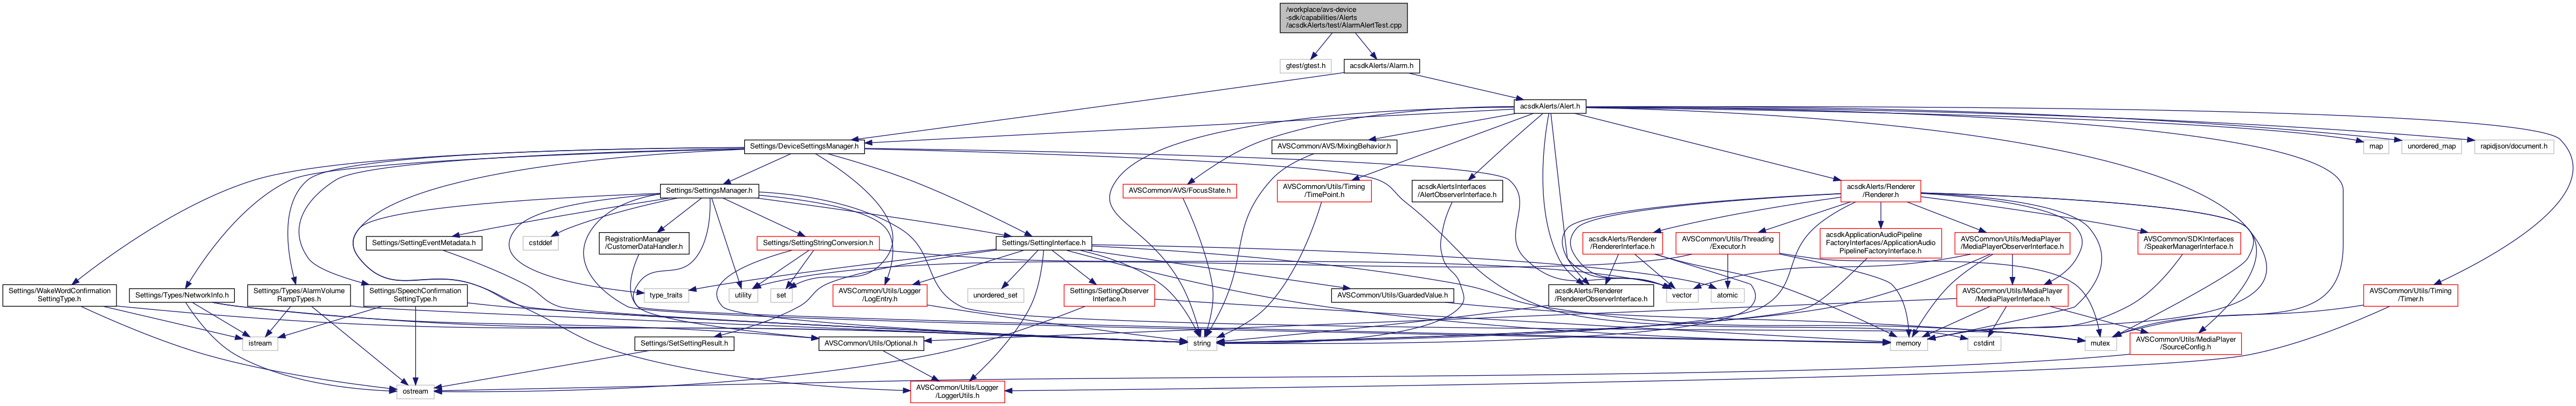 /workplace/avs-device
-sdk/capabilities/Alerts
/acsdkAlerts/test/AlarmAlertTest.cpp
gtest/gtest.h
acsdkAlerts/Alarm.h
acsdkAlerts/Alert.h
Settings/DeviceSettingsManager.h
AVSCommon/AVS/MixingBehavior.h
map
unordered_map
rapidjson/document.h
Settings/SettingsManager.h
AVSCommon/AVS/FocusState.h
AVSCommon/Utils/Timing
/TimePoint.h
acsdkAlertsInterfaces
/AlertObserverInterface.h
acsdkAlerts/Renderer
/Renderer.h
Settings/SettingEventMetadata.h
cstddef
RegistrationManager
/CustomerDataHandler.h
Settings/SettingStringConversion.h
Settings/SettingInterface.h
acsdkAlerts/Renderer
/RendererInterface.h
AVSCommon/Utils/Threading
/Executor.h
acsdkApplicationAudioPipeline
FactoryInterfaces/ApplicationAudio
PipelineFactoryInterface.h
AVSCommon/Utils/MediaPlayer
/MediaPlayerObserverInterface.h
AVSCommon/SDKInterfaces
/SpeakerManagerInterface.h
Settings/WakeWordConfirmation
SettingType.h
Settings/Types/NetworkInfo.h
Settings/Types/AlarmVolume
RampTypes.h
Settings/SpeechConfirmation
SettingType.h
type_traits
utility
set
AVSCommon/Utils/Logger
/LogEntry.h
unordered_set
Settings/SettingObserver
Interface.h
AVSCommon/Utils/GuardedValue.h
acsdkAlerts/Renderer
/RendererObserverInterface.h
vector
atomic
AVSCommon/Utils/MediaPlayer
/MediaPlayerInterface.h
AVSCommon/Utils/Timing
/Timer.h
istream
Settings/SetSettingResult.h
AVSCommon/Utils/Optional.h
string
memory
cstdint
mutex
AVSCommon/Utils/MediaPlayer
/SourceConfig.h
ostream
AVSCommon/Utils/Logger
/LoggerUtils.h